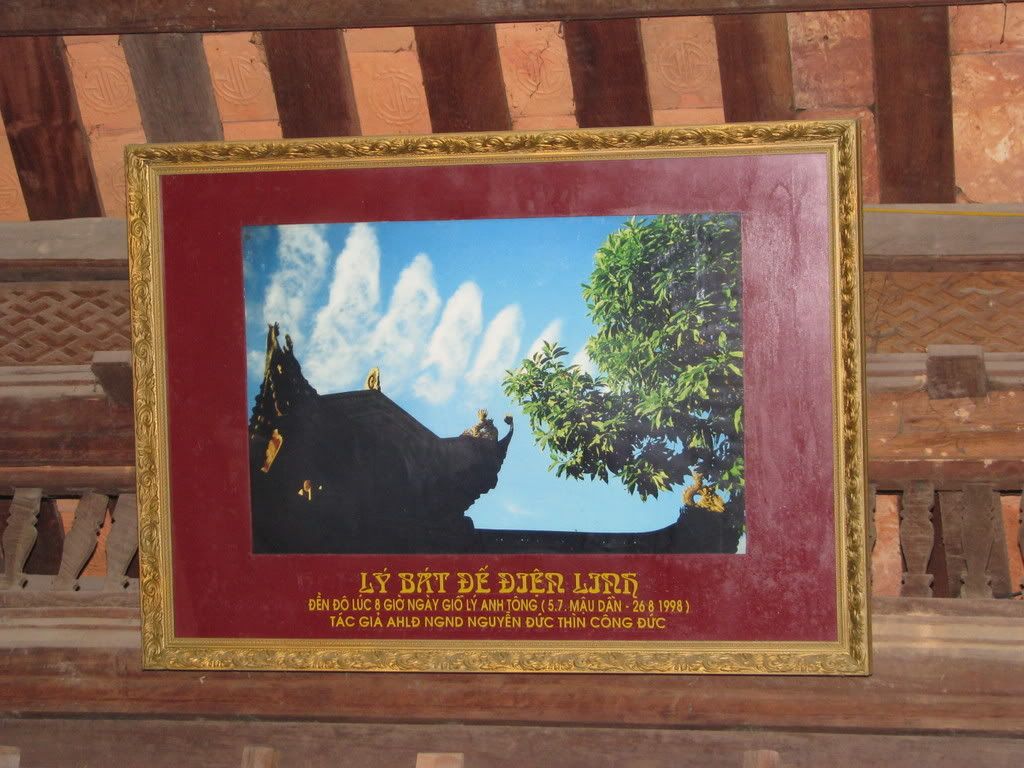 LÝ BÁT ĐẾ ĐIỆN LINH
ĐỀN ĐÔ LÚC 8 GIỜ NGÀY GIỖ LÝ ANH TÔNG ( 5.7. MẬU DẦN - 26 8 1998 )
TÁC GIẢ AHLĐ NGND NGUYỄN ĐỨC THÌN CÔNG ĐỨC